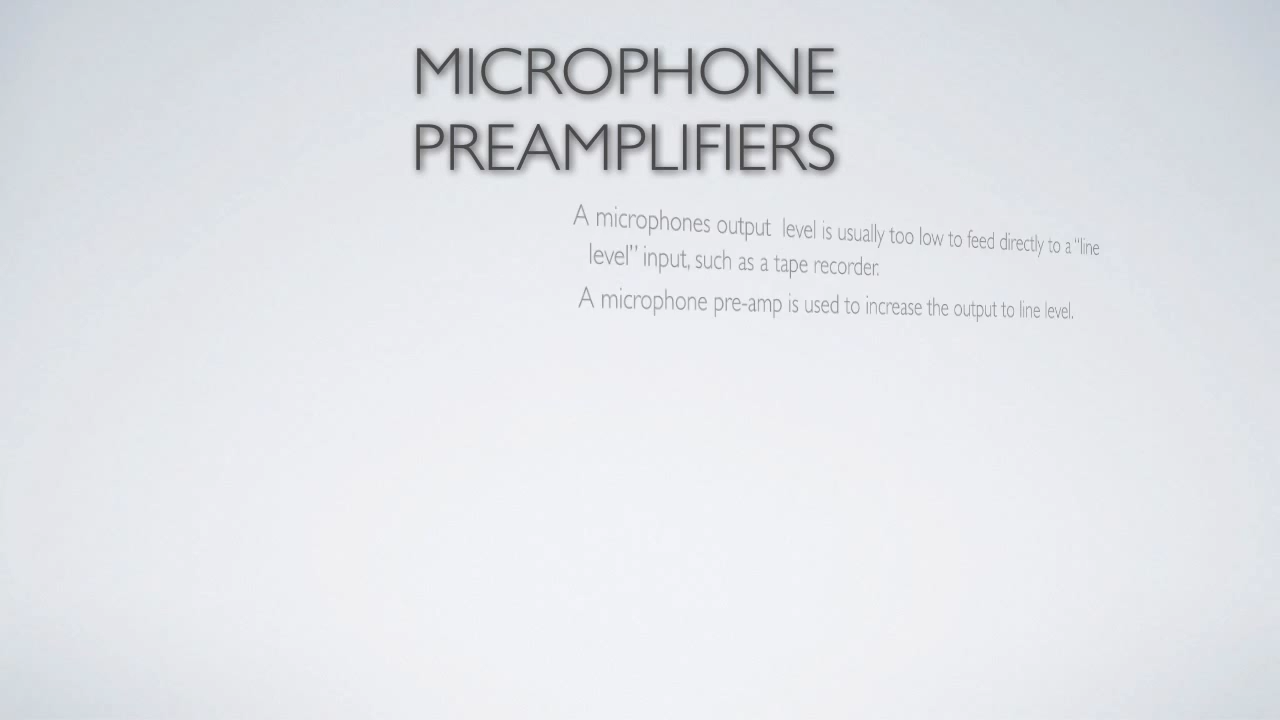 MICROPHONE
PREAMPLIFIERS
A microphones output level is usually too low to feed directly to a "line
level" input, such as a tape recorder.
A microphone pre-amp is used to increase the output to line level.